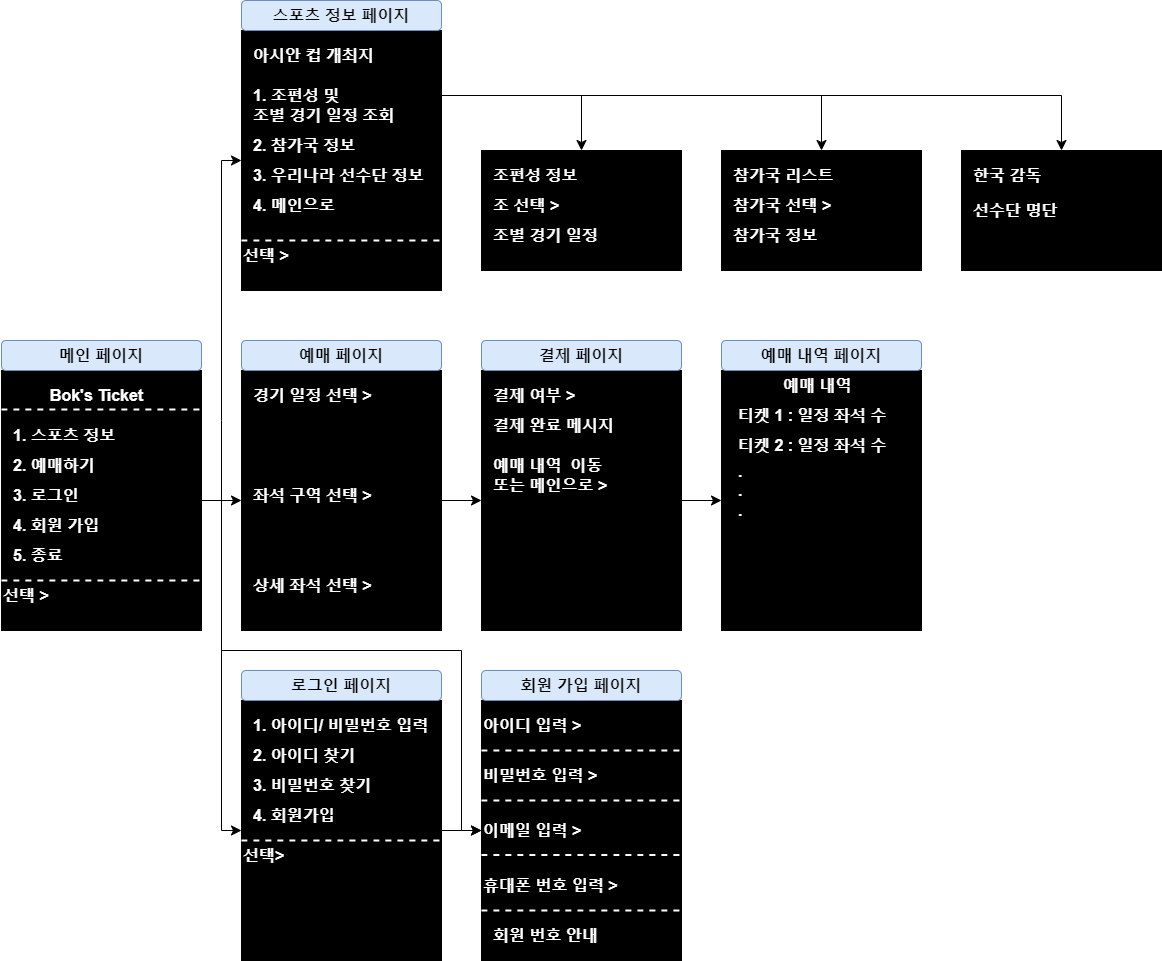 스포츠 정보 페이지
아시안 컵 개최지
1. 조편성 및
조별 경기 일정 조회
2. 참가국 정보
3. 우리나라 선수단 정보
4. 메인으로
선택 >
조편성 정보
조 선택 >
조별 경기 일정
참가국 리스트
참가국 선택 >
참가국 정보
한국 감독
선수단 명단
메인 페이지
Bok's Ticket
1. 스포츠 정보
2. 예매하기
3. 로그인
4. 회원 가입
5. 종료
선택 >
예매 페이지
경기 일정 선택 >
좌석 구역 선택 >
상세 좌석 선택 >
결제 페이지
결제 여부 >
결제 완료 메시지
예매 내역  이동
또는 메인으로 >
예매 내역 페이지
예매 내역
티켓 1 : 일정 좌석 수
티켓 2 : 일정 좌석 수
.
.
.
로그인 페이지
1. 아이디/ 비밀번호 입력
2. 아이디 찾기
3. 비밀번호 찾기
4. 회원가입
선택>
회원 가입 페이지
아이디 입력 >
비밀번호 입력 >
이메일 입력 >
휴대폰 번호 입력 >
회원 번호 안내